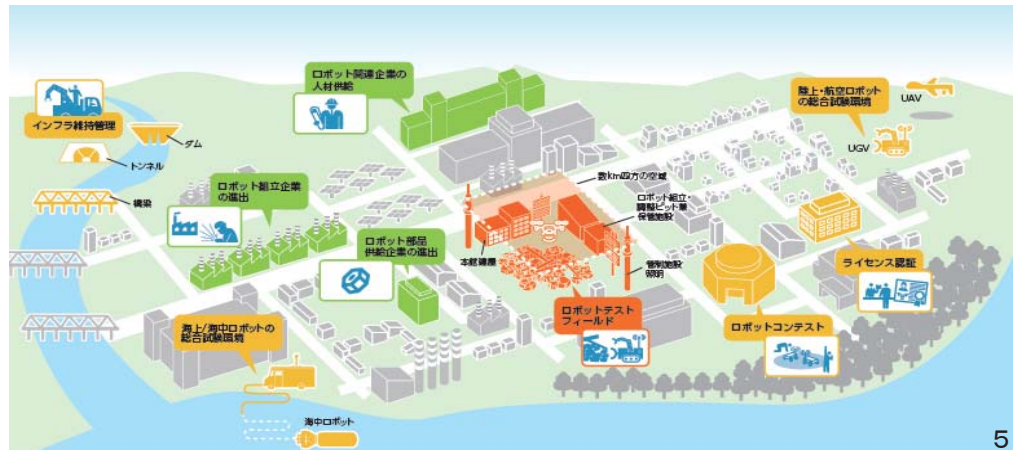 ロボット関連企業の
人材供給
陸上・航空ロボット
の総合試験環境
UAV
UGV
インフラ維持管理
ダム
トンネル
橋梁
数km四方の空域
ロボット組立企業
の進出
ロボット組立・
調整ピット兼
保管施設
ロボット部品
供給企業の進出
本館建屋
管制施設
照明
ライセンス認証
ロボットテスト
フィールド
ロボットコンテスト
海上/海中ロボットの
総合試験環境
海中ロボット
5